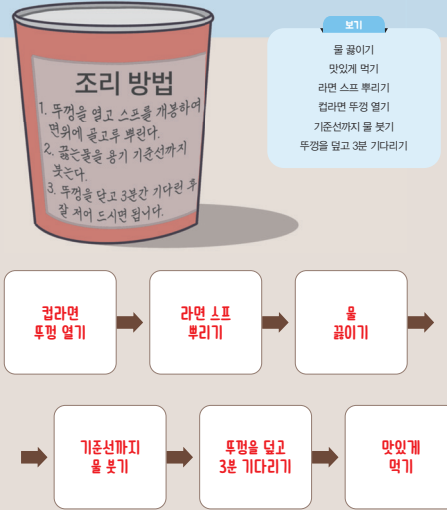 조리 방법
1. 뚜껑을 열고 스프를 개봉하여
면위에 골고루 뿌린다.
2. 끓는물을 용기 기준선까지
붓는다.
3. 뚜껑을 닫고 3분간 기다린 후
잘 저어 드시면 됩니다.
보기
물 끓이기
맛있게 먹기
라면 스프 뿌리기
컵라면 뚜껑 열기
기준선까지 물 붓기
뚜껑을 덮고 3분 기다리기
컵라면
뚜껑 열기
라면 스프
뿌리기
물
끓이기
기준선까지
물 붓기
뚜껑을 덮고
3분 기다리기
맛있게
먹기